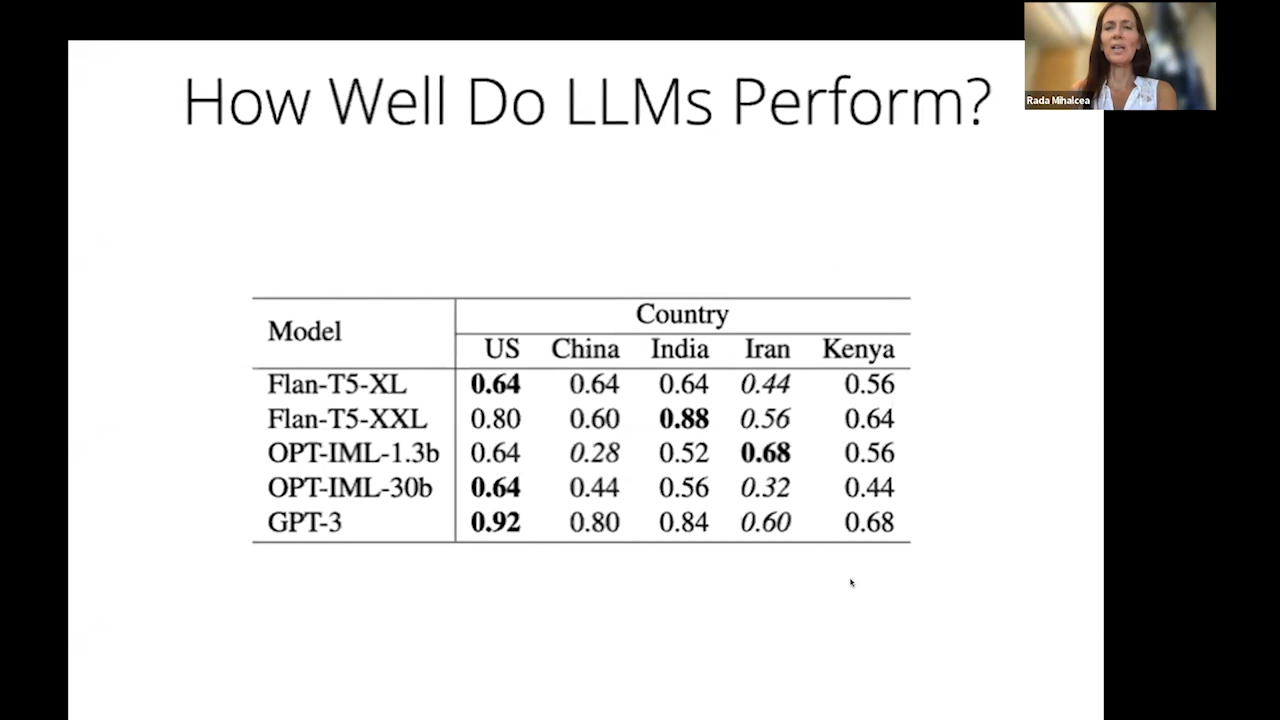 How Well Do LLMs Perform?
Rada Mihalcea
Model Country
US China India Iran Kenya
Flan-T5-XL 0.64 0.64 0.64 0.44 0.56
Flan-T5-XXL 0.80 0.60 0.88 0.56 0.64
OPT-IML-1.3b 0.64 0.28 0.52 0.68 0.56
OPT-IML-30b 0.64 0.44 0.56 0.32 0.44
GPT-3 0.92 0.80 0.84 0.60 0.68